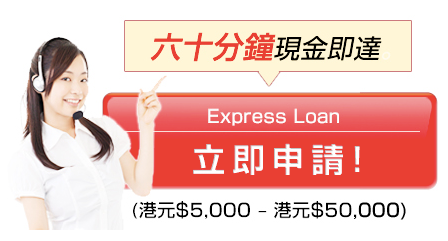 六十分鐘現金即達
Express Loan
立即申請！
(港元$5,000 – 港元$50,000)